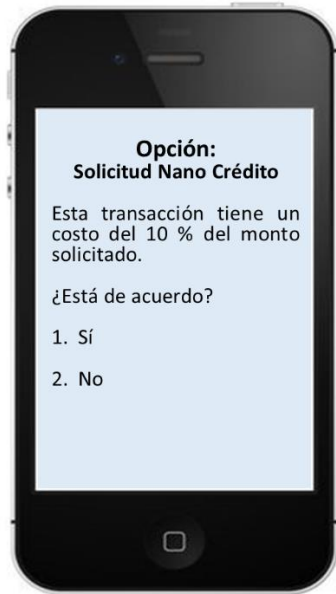 Opción:
Solicitud Nano Crédito
Esta transacción tiene un
costo del 10 % del monto
solicitado.
¿Está de acuerdo?
1. Sí
2. No